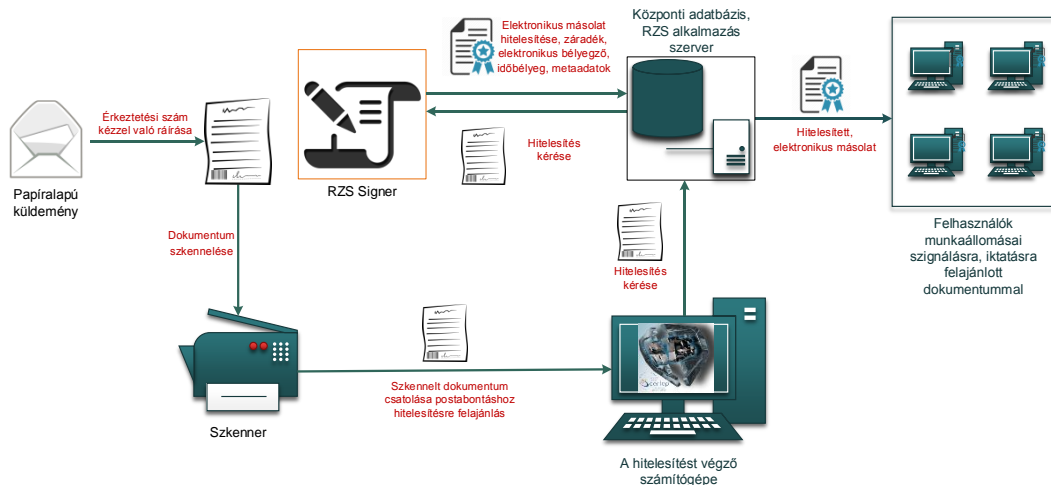 Érkeztetési szám
kézzel való ráírása
Papíralapú
küldemény
Elektronikus másolat
hitelesítése, záradék,
elektronikus bélyegző,
időbélyeg, metaadatok
Hitelesítés
kérése
RZS Signer
Központi adatbázis,
RZS alkalmazás
szerver
Hitelesített,
elektronikus másolat
Felhasználók
munkaállomásai
szignálásra, iktatásra
felajánlott
dokumentummal
Dokumentum
szkennelése
Szkenner
Szkennelt dokumentum
csatolása postabontáshoz
hitelesítésre felajánlás
Hitelesítés
kérése
A hitelesítést végző
számítógépe